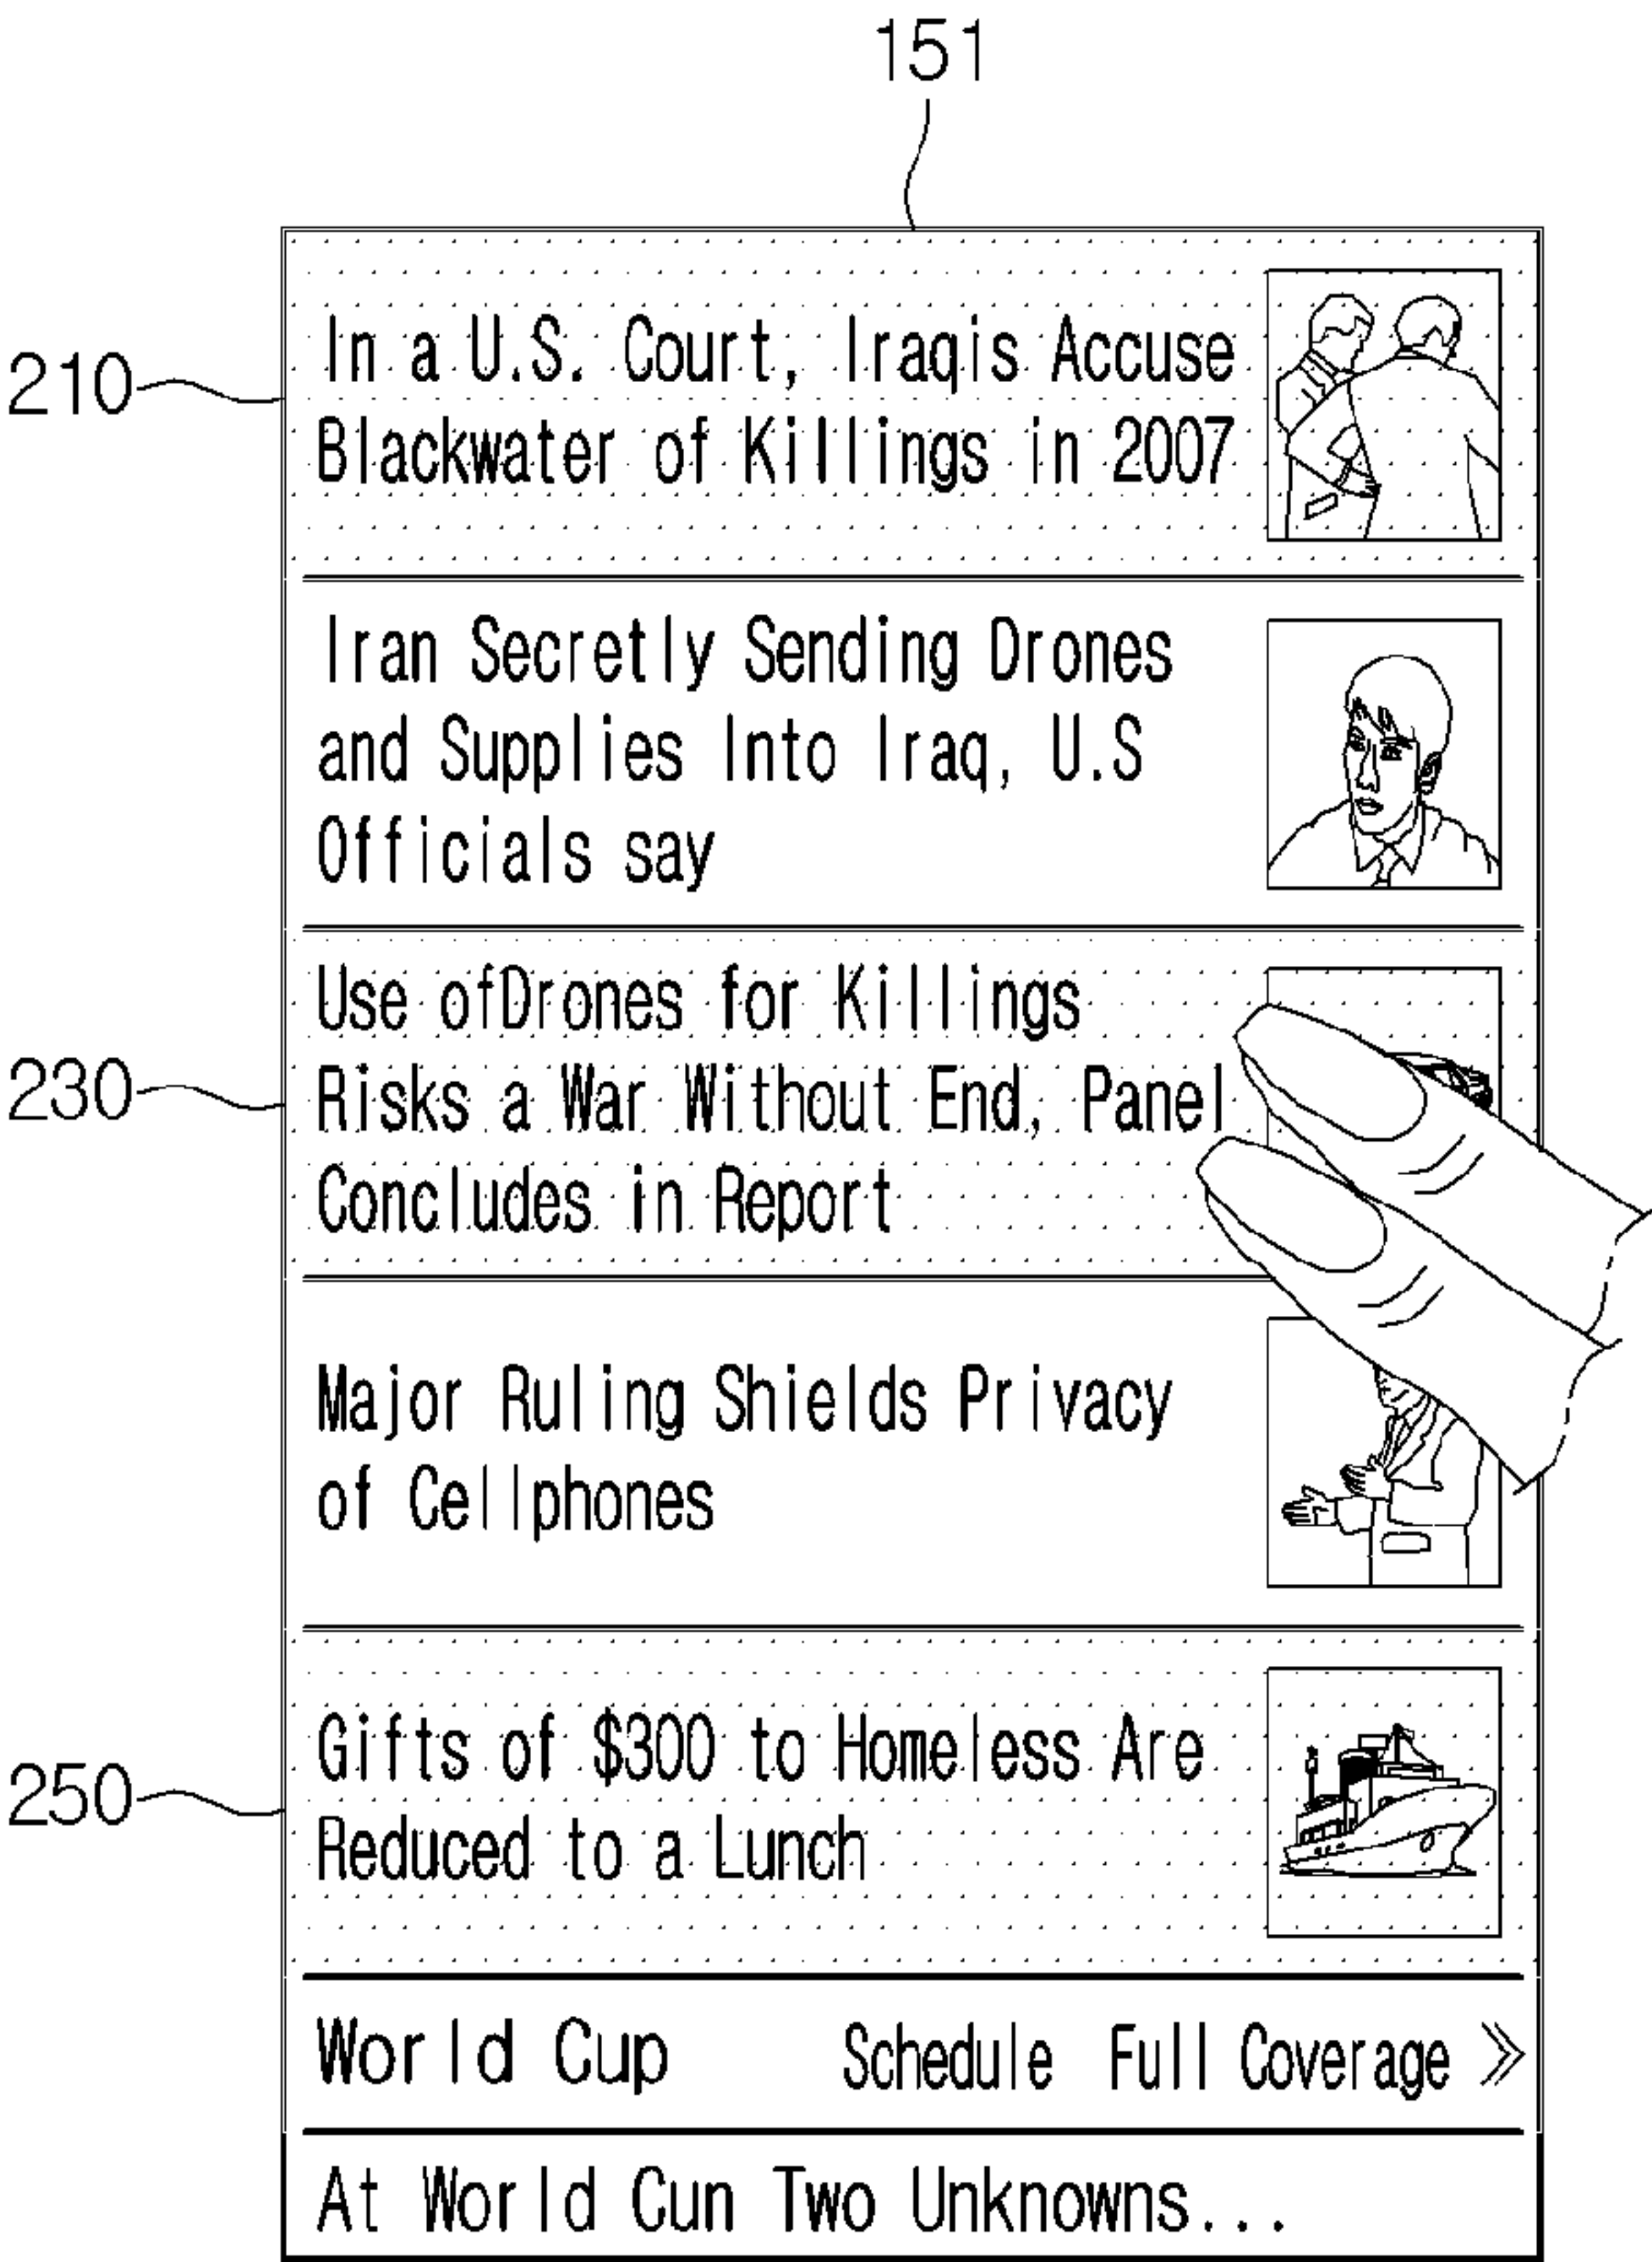 151
210
In a U.S. Court, Iraqis Accuse
Blackwater of Killings in 2007
Iran Secretly Sending Drones
and Supplies Into Iraq, U.S
Officials say
230
Use ofDrones for Killings
Risks a War Without End, Panel
Concludes in Report
Major Ruling Shields Privacy
of Cellphones
250
Gifts of $300 to Homeless Are
Reduced to a Lunch
World Cup Schedule Full Coverage »
At World Cun Two Unknowns...